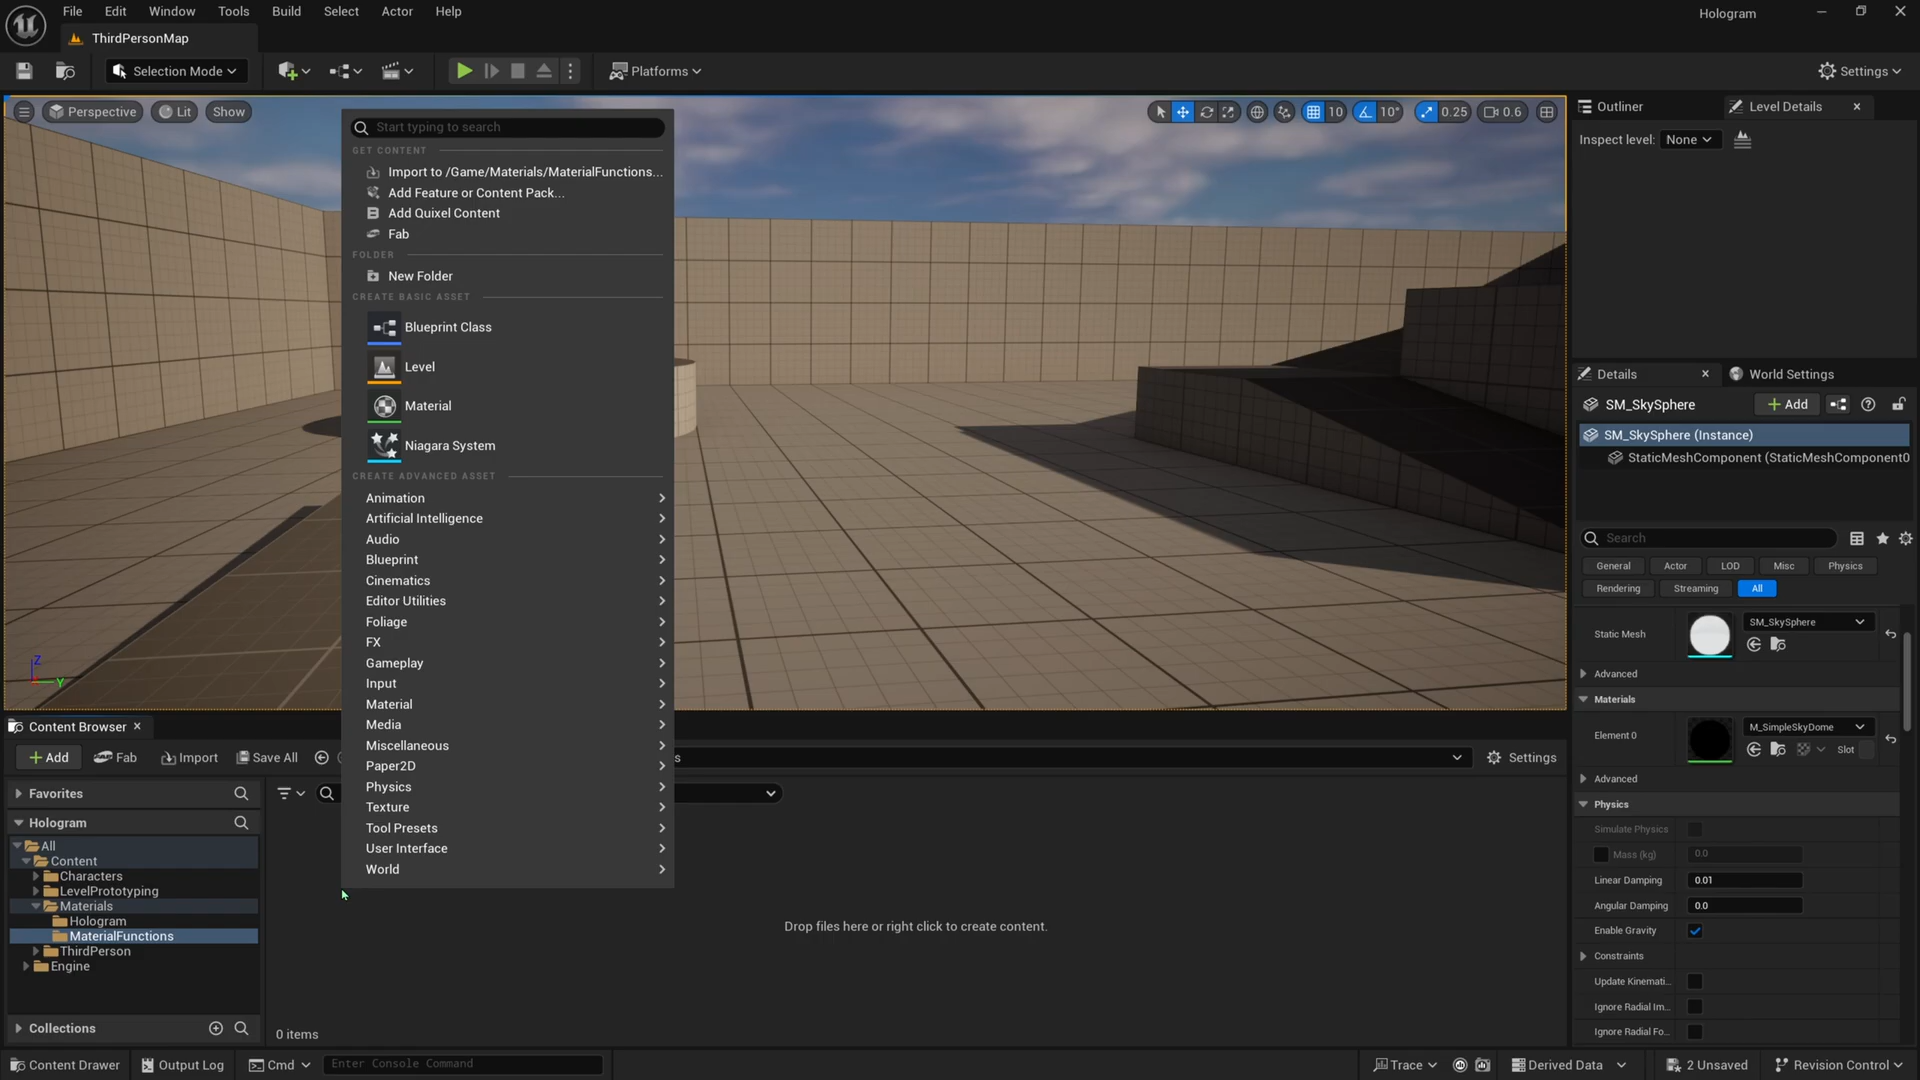 File Edit Window Tools Build Select Actor Help
Hologram
ThirdPersonMap
Selection Mode
Platforms
Settings
Perspective
Lit
Show
10
10°
0.25
0.6
Start typing to search
GET CONTENT
Import to /Game/Materials/MaterialFunctions...
Add Feature or Content Pack...
Add Quixel Content
Fab
FOLDER
New Folder
CREATE BASIC ASSET
Blueprint Class
Level
Material
Niagara System
CREATE ADVANCED ASSET
Animation
Artificial Intelligence
Audio
Blueprint
Cinematics
Editor Utilities
Foliage
FX
Gameplay
Input
Material
Media
Miscellaneous
Paper2D
Physics
Texture
Tool Presets
User Interface
World
Z
Y
Outliner
Level Details
Inspect level: None
Details
World Settings
SM_SkySphere
Add
SM_SkySphere (Instance)
StaticMeshComponent (StaticMeshComponent0
Search
General Actor LOD Misc Physics
Rendering Streaming All
Static Mesh
SM_SkySphere
Advanced
Materials
Element 0
M_SimpleSkyDome
Slot
Advanced
Physics
Simulate Physics
Mass (kg) 0.0
Linear Damping 0.01
Angular Damping 0.0
Enable Gravity
Constraints
Update Kinemati...
Ignore Radial Im...
Ignore Radial Fo...
Content Browser
Add Fab Import Save All
s
Settings
Favorites
Hologram
All
Content
Characters
LevelPrototyping
Materials
Hologram
MaterialFunctions
ThirdPerson
Engine
Collections
Drop files here or right click to create content.
0 items
Content Drawer
Output Log
Cmd
Enter Console Command
Trace
Derived Data
2 Unsaved
Revision Control